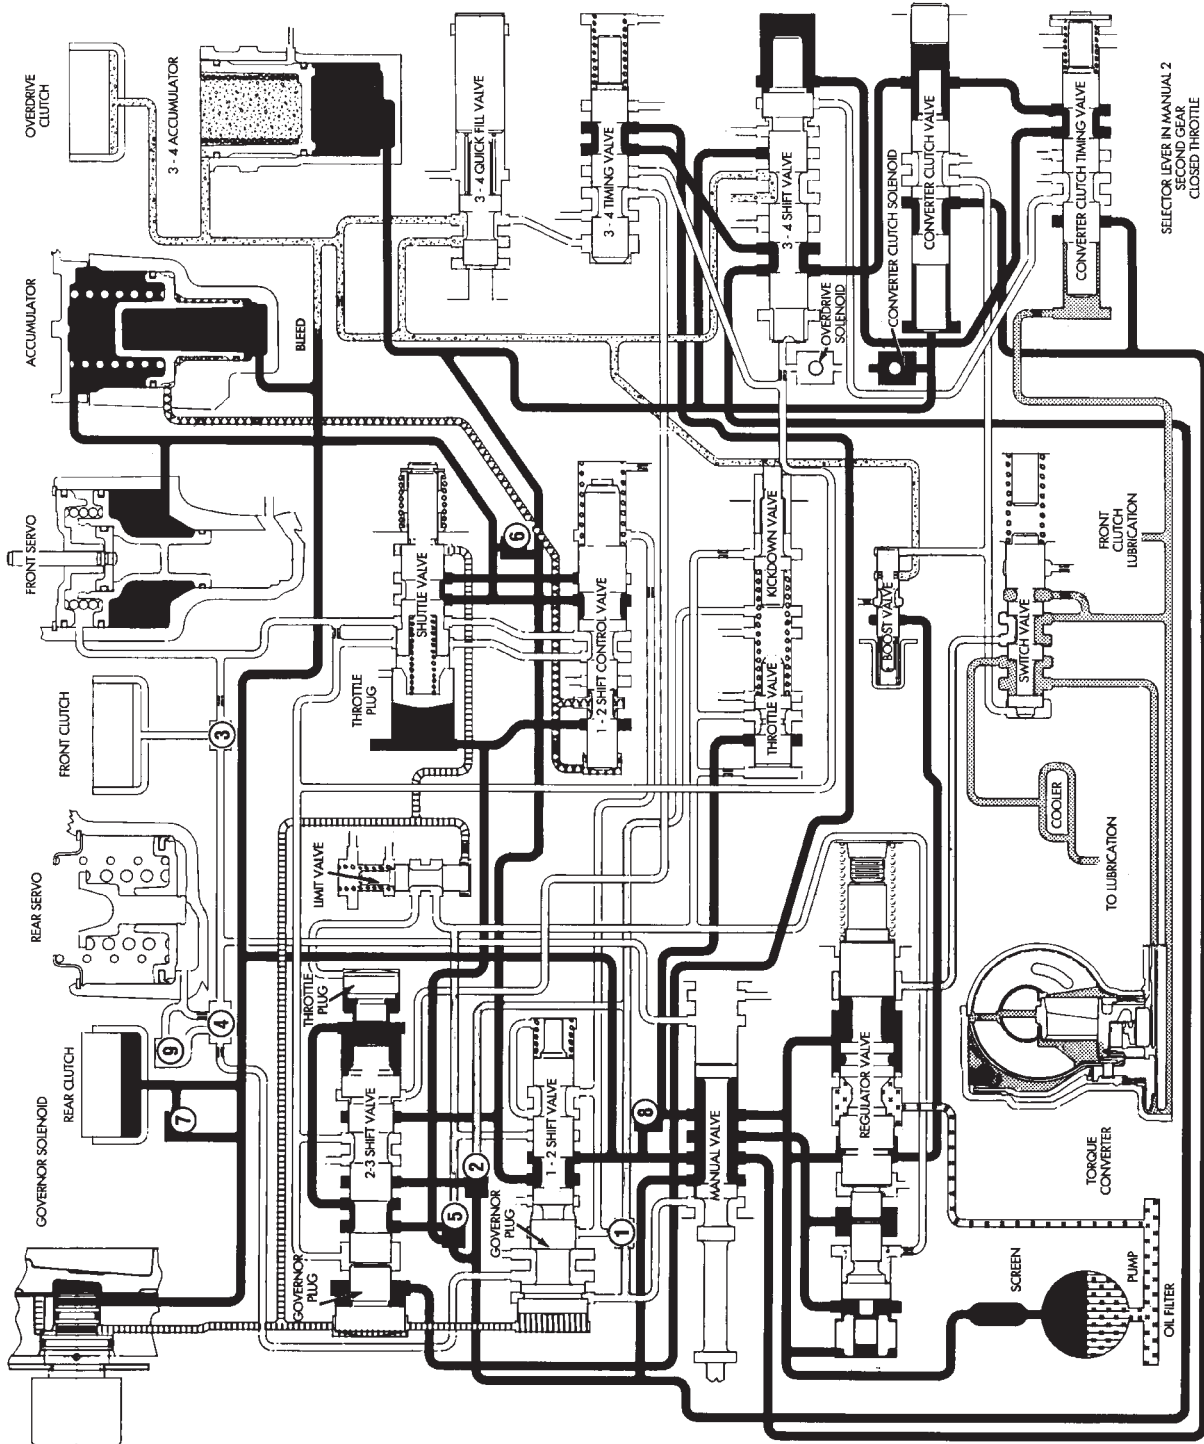 OVERDRIVE
CLUTCH
3 - 4 ACCUMULATOR
3 - 4 QUICK FILL VALVE
3 - 4 TIMING VALVE
3 - 4 SHIFT VALVE
CONVERTER CLUTCH VALVE
CONVERTER CLUTCH TIMING VALVE
SELECTOR LEVER IN MANUAL 2
SECOND GEAR
CLOSED THROTTLE
ACCUMULATOR
BLEED
OVERDRIVE
SOLENOID
CONVERTER CLUTCH SOLENOID
FRONT SERVO
SHUTTLE VALVE
6
1 - 2 SHIFT CONTROL VALVE
KICKDOWN VALVE
THROTTLE VALVE
BOOST VALVE
SWITCH VALVE
FRONT
CLUTCH
LUBRICATION
FRONT CLUTCH
3
THROTTLE
PLUG
COOLER
TO LUBRICATION
REAR SERVO
LIMIT VALVE
4
9
THROTTLE
PLUG
REAR CLUTCH
7
2-3 SHIFT VALVE
2
5
1 - 2 SHIFT VALVE
8
MANUAL VALVE
REGULATOR VALVE
TORQUE
CONVERTER
GOVERNOR SOLENOID
GOVERNOR
PLUG
GOVERNOR
PLUG
1
SCREEN
PUMP
OIL FILTER